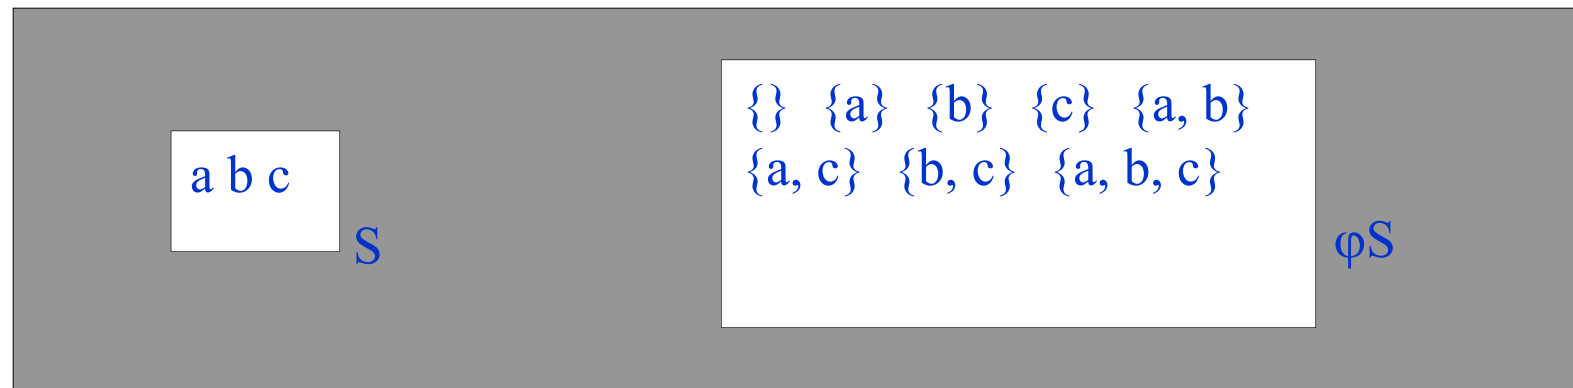 {} {a} {b} {c} {a, b}
{a, c} {b, c} {a, b, c}
a b c
S
φS